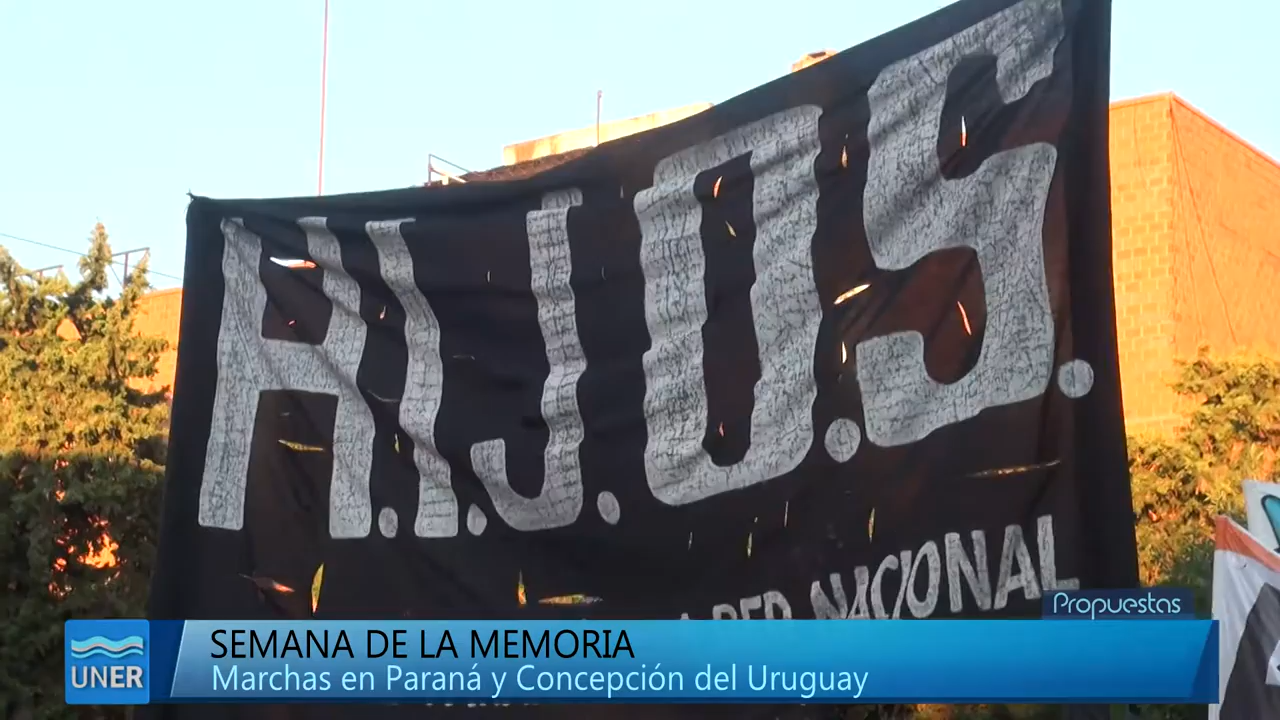 H.I.J.O.S.
NACIONAL
Propuestas
UNER
SEMANA DE LA MEMORIA
Marchas en Paraná y Concepción del Uruguay